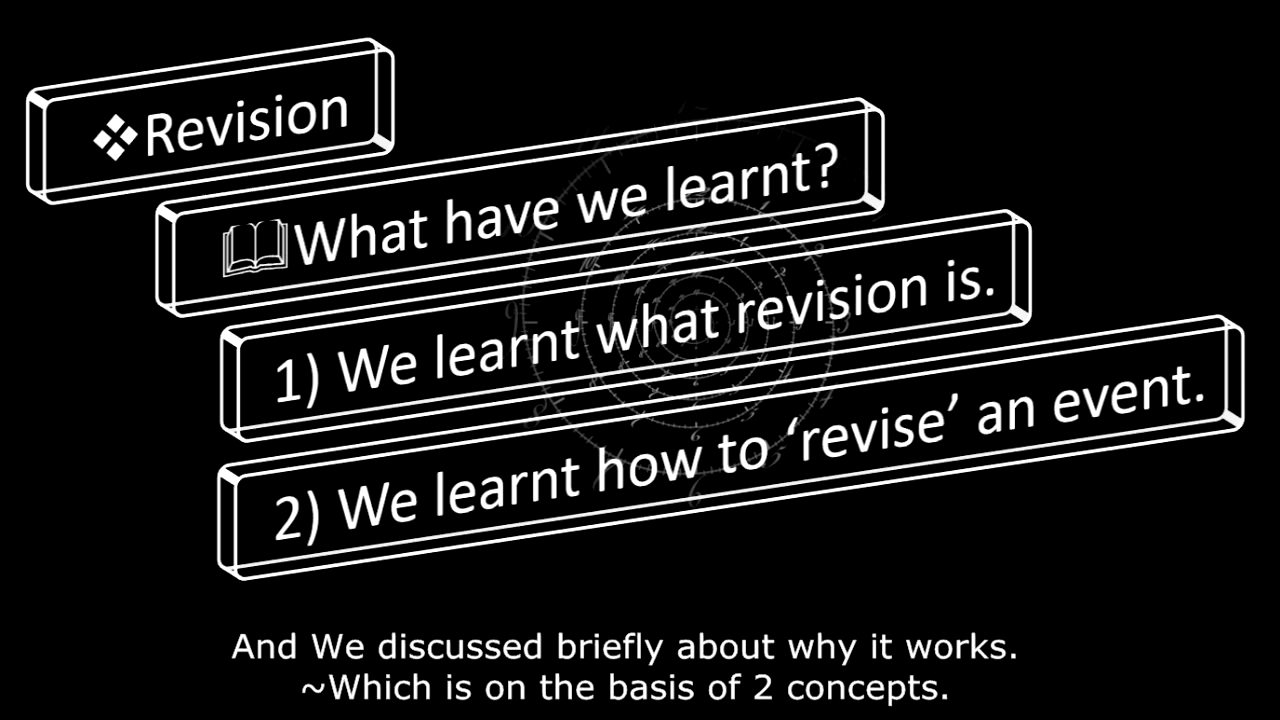 ❖Revision
What have we learnt?
1) We learnt what revision is.
2) We learnt how to ‘revise’ an event.
And We discussed briefly about why it works.
~Which is on the basis of 2 concepts.